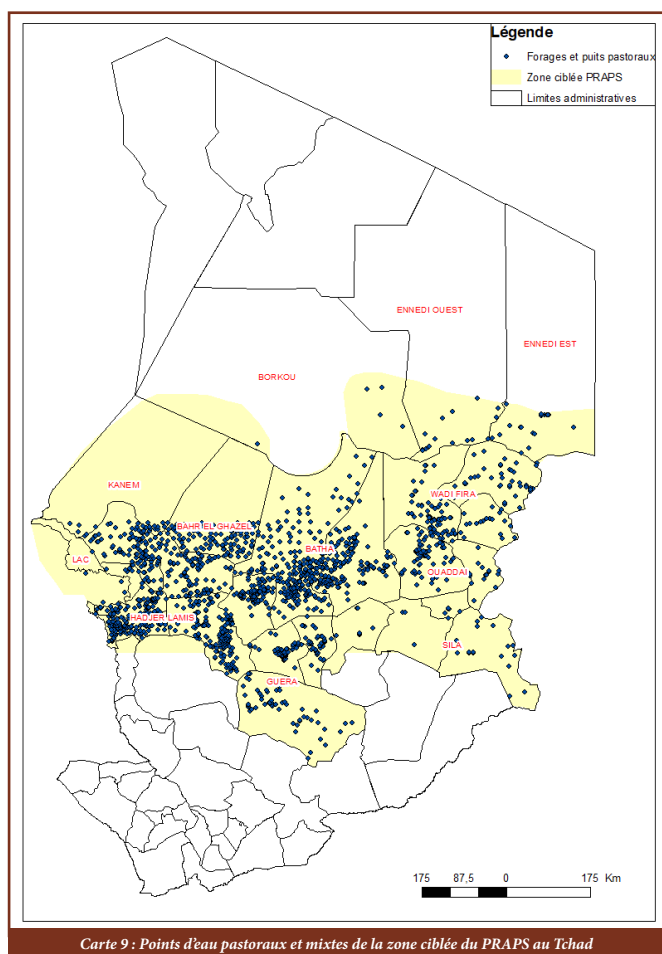 Légende
Forages et puits pastoraux
Zone ciblée PRAPS
Limites administratives
ENNEDI OUEST
ENNEDI EST
BORKOU
KANEM
WADI FIRA
BAHR EL GHAZEL
BATHA
LAC
OUADDAI
HADJER LAMIS
SILA
GUERA
175 87,5 0 175 Km
Carte 9 : Points d'eau pastoraux et mixtes de la zone ciblée du PRAPS au Tchad